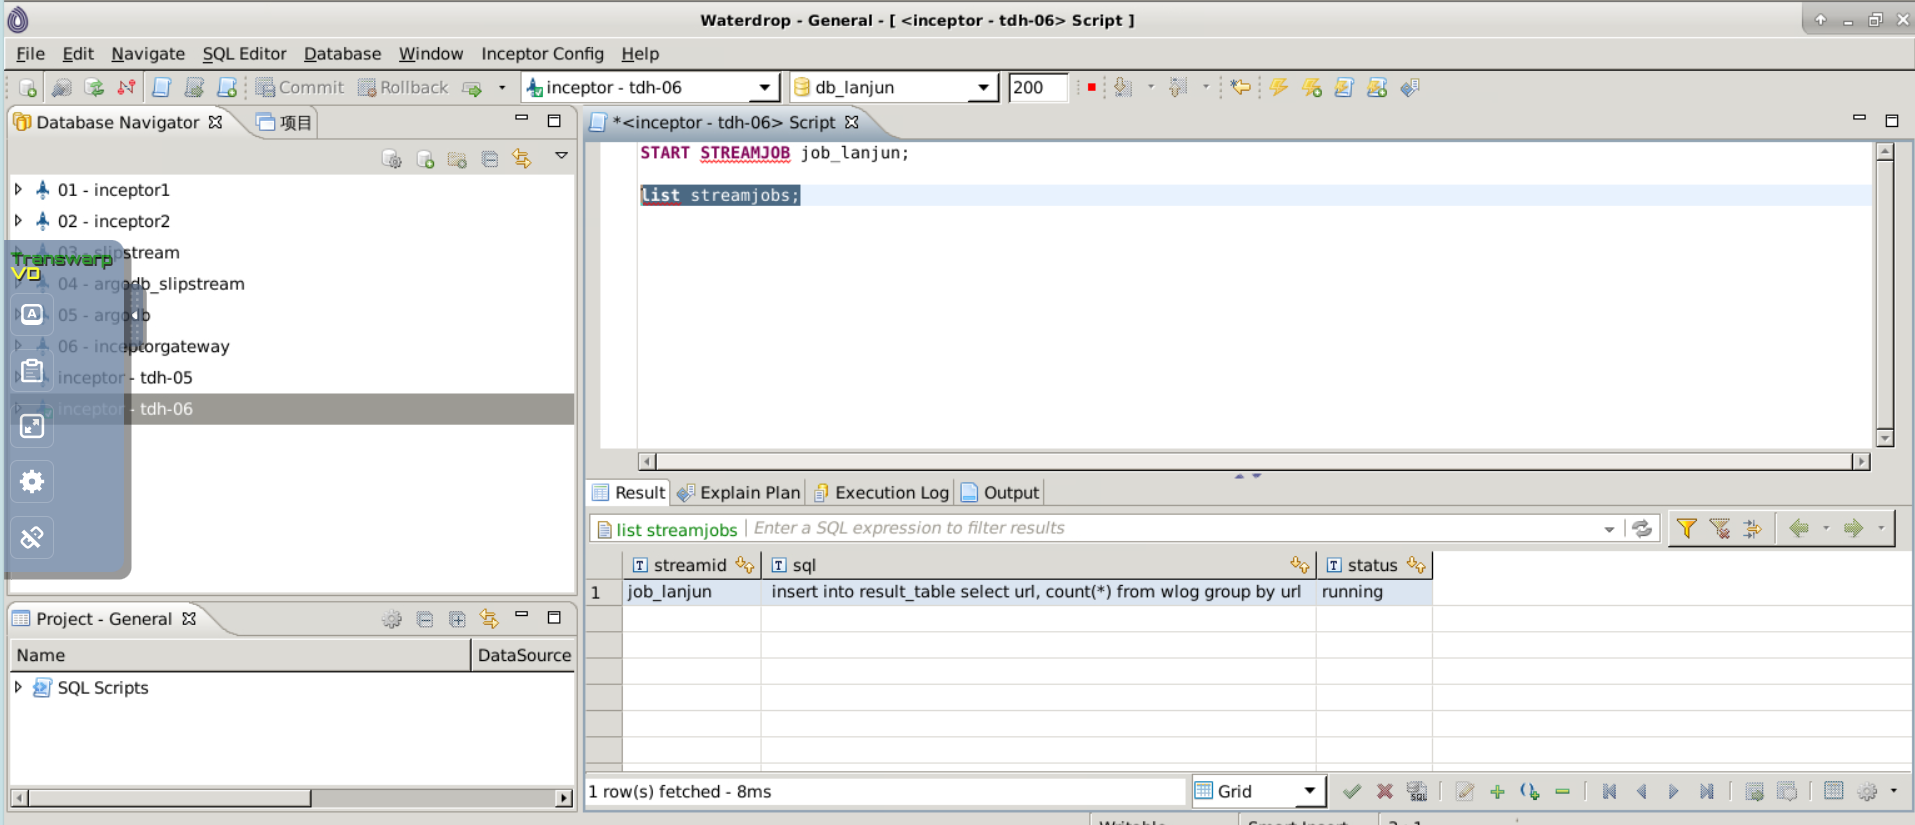 Waterdrop - General - [ <inceptor - tdh-06> Script ]
File Edit Navigate SQL Editor Database Window Inceptor Config Help
Commit Rollback inceptor - tdh-06 db_lanjun 200
Database Navigator 项目
*<inceptor - tdh-06> Script
START STREAMJOB job_lanjun;
list streamjobs;
01 - inceptor1
02 - inceptor2
03 - slipstream
04 - argodb_slipstream
05 - argodb
06 - inceptorgateway
inceptor - tdh-05
inceptor - tdh-06
Transwarp
VD
A
Result Explain Plan Execution Log Output
list streamjobs Enter a SQL expression to filter results
streamid sql status
1 job_lanjun insert into result_table select url, count(*) from wlog group by url running
Project - General
Name DataSource
SQL Scripts
1 row(s) fetched - 8ms
Grid
SQL